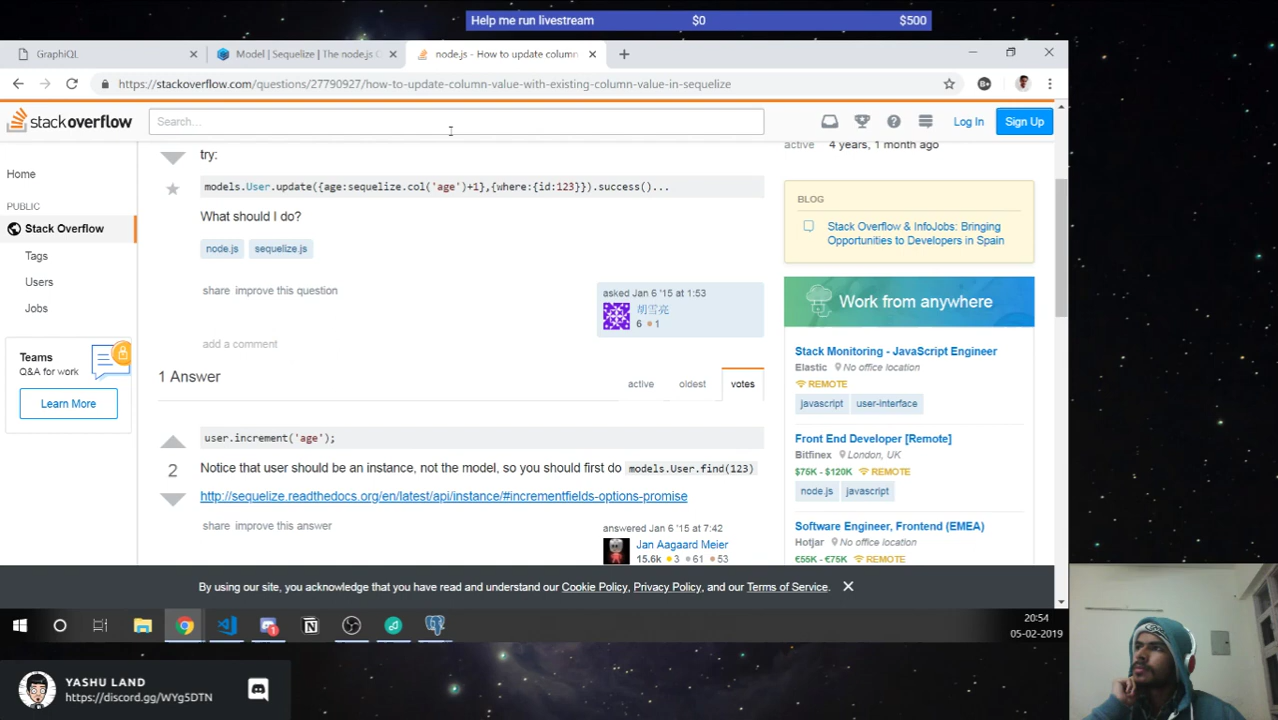 Help me run livestream $0 $500
GraphiQL
Model | Sequelize | The node.js O
node.js - How to update column
https://stackoverflow.com/questions/27790927/how-to-update-column-value-with-existing-column-value-in-sequelize
stackoverflow
Search...
Log In
Sign Up
Home
PUBLIC
Stack Overflow
Tags
Users
Jobs
Teams
Q&A for work
Learn More
try:
models.User.update({age:sequelize.col('age')+1},{where:{id:123}}).success()...
What should I do?
node.js sequelize.js
share improve this question
asked Jan 6 '15 at 1:53
胡雪亮
6 1
add a comment
1 Answer
active oldest votes
user.increment('age');
2
Notice that user should be an instance, not the model, so you should first do models.User.find(123)
http://sequelize.readthedocs.org/en/latest/api/instance/#incrementfields-options-promise
share improve this answer
answered Jan 6 '15 at 7:42
Jan Aagaard Meier
15.6k 3 61 53
active 4 years, 1 month ago
BLOG
Stack Overflow & InfoJobs: Bringing
Opportunities to Developers in Spain
Work from anywhere
Stack Monitoring - JavaScript Engineer
Elastic No office location
REMOTE
javascript user-interface
Front End Developer [Remote]
Bitfinex London, UK
$75K - $120K REMOTE
node.js javascript
Software Engineer, Frontend (EMEA)
Hotjar No office location
€55K - €75K REMOTE
By using our site, you acknowledge that you have read and understand our Cookie Policy, Privacy Policy, and our Terms of Service.
20:54
05-02-2019
YASHU LAND
https://discord.gg/WYg5DTN